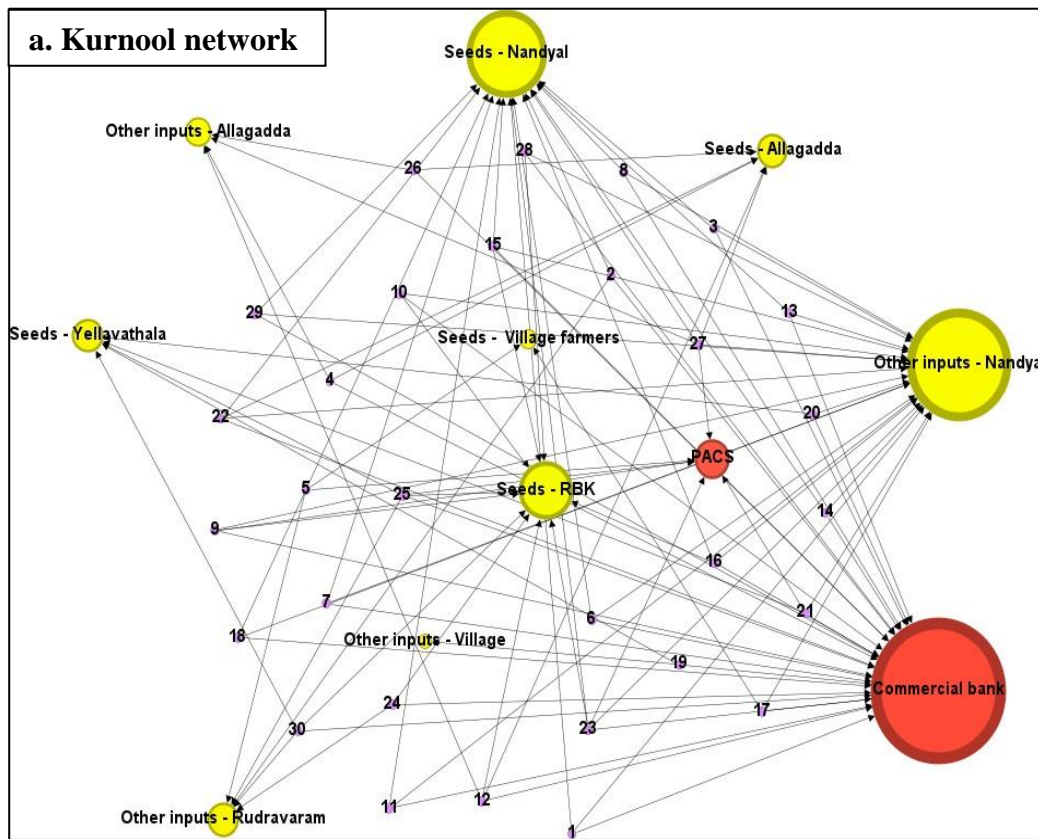 a. Kurnool network
Seeds - Nandyal
Other inputs - Allagadda
Seeds - Allagadda
28
26
8
3
15
2
10
13
29
Seeds - Yellavathala
Seeds - Village farmers
27
Other inputs - Nandya
4
22
20
PACS
5
25
Seeds - RBK
9
14
16
7
6
21
18
Other inputs - Village
19
Commercial bank
24
17
30
23
12
11
Other inputs - Rudravaram
1